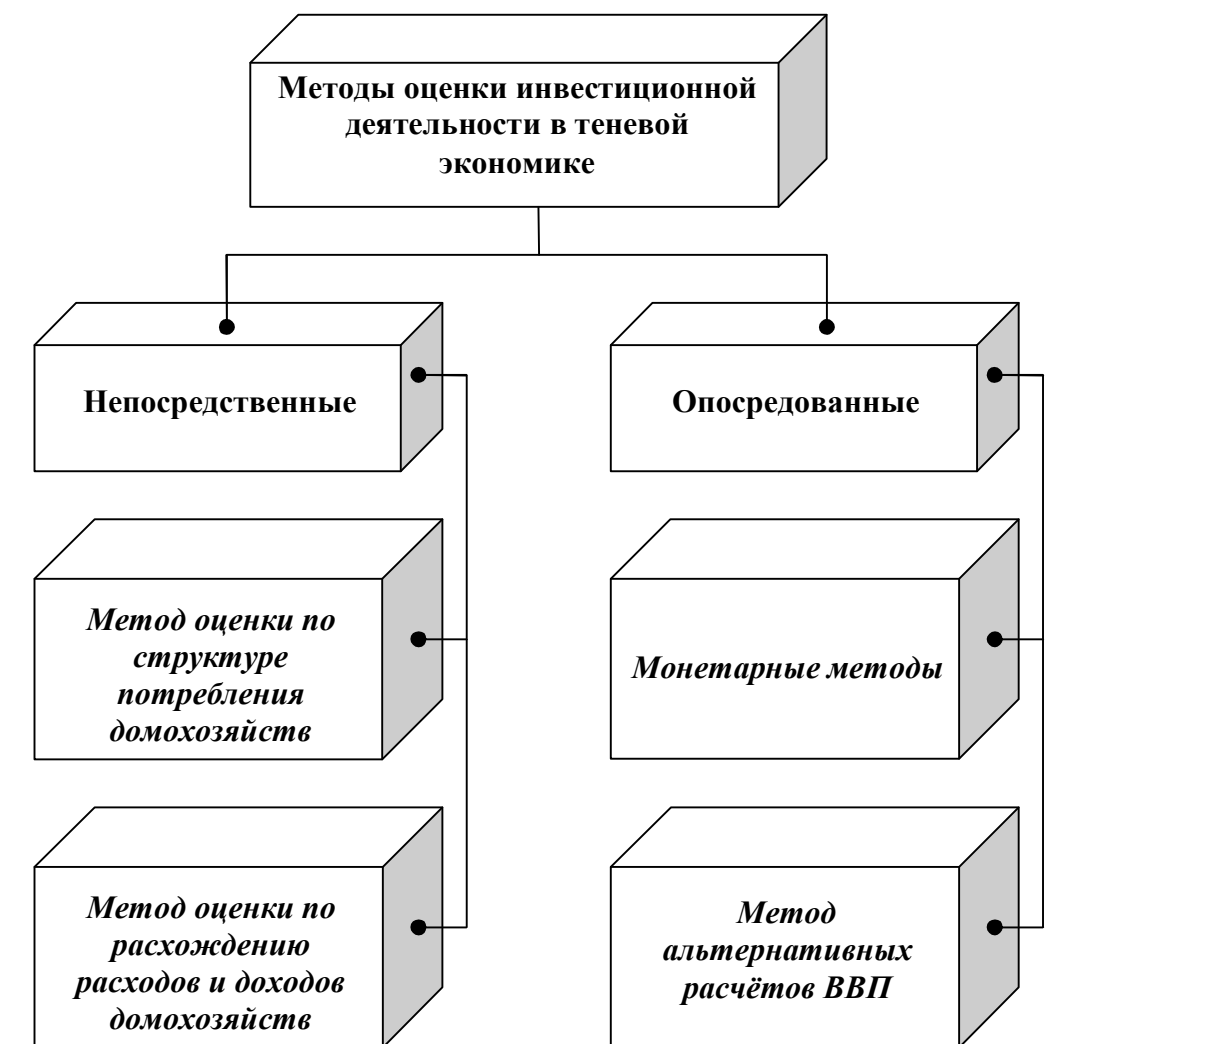 Методы оценки инвестиционной
деятельности в теневой
экономике
Непосредственные
Опосредованные
Метод оценки по
структуре
потребления
домохозяйств
Монетарные методы
Метод оценки по
расхождению
расходов и доходов
домохозяйств
Метод
альтернативных
расчётов ВВП